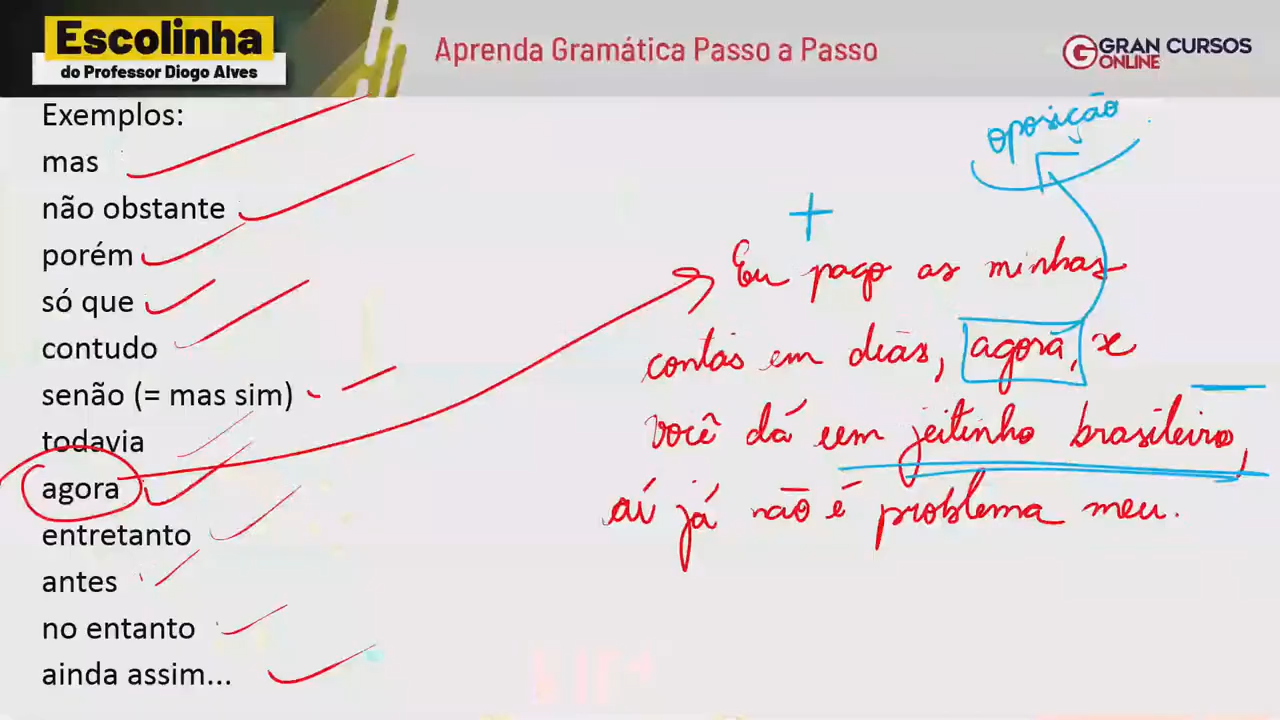 Escolinha
do Professor Diogo Alves
Aprenda Gramática Passo a Passo
GRAN CURSOS
ONLINE
Exemplos:
mas
não obstante
porém
só que
contudo
senão (= mas sim)
todavia
agora
entretanto
antes
no entanto
ainda assim...
oposição
+
Eu pago as minhas
contas em dias, agora, se
você dá um jeitinho brasileiro,
aí já não é problema meu.